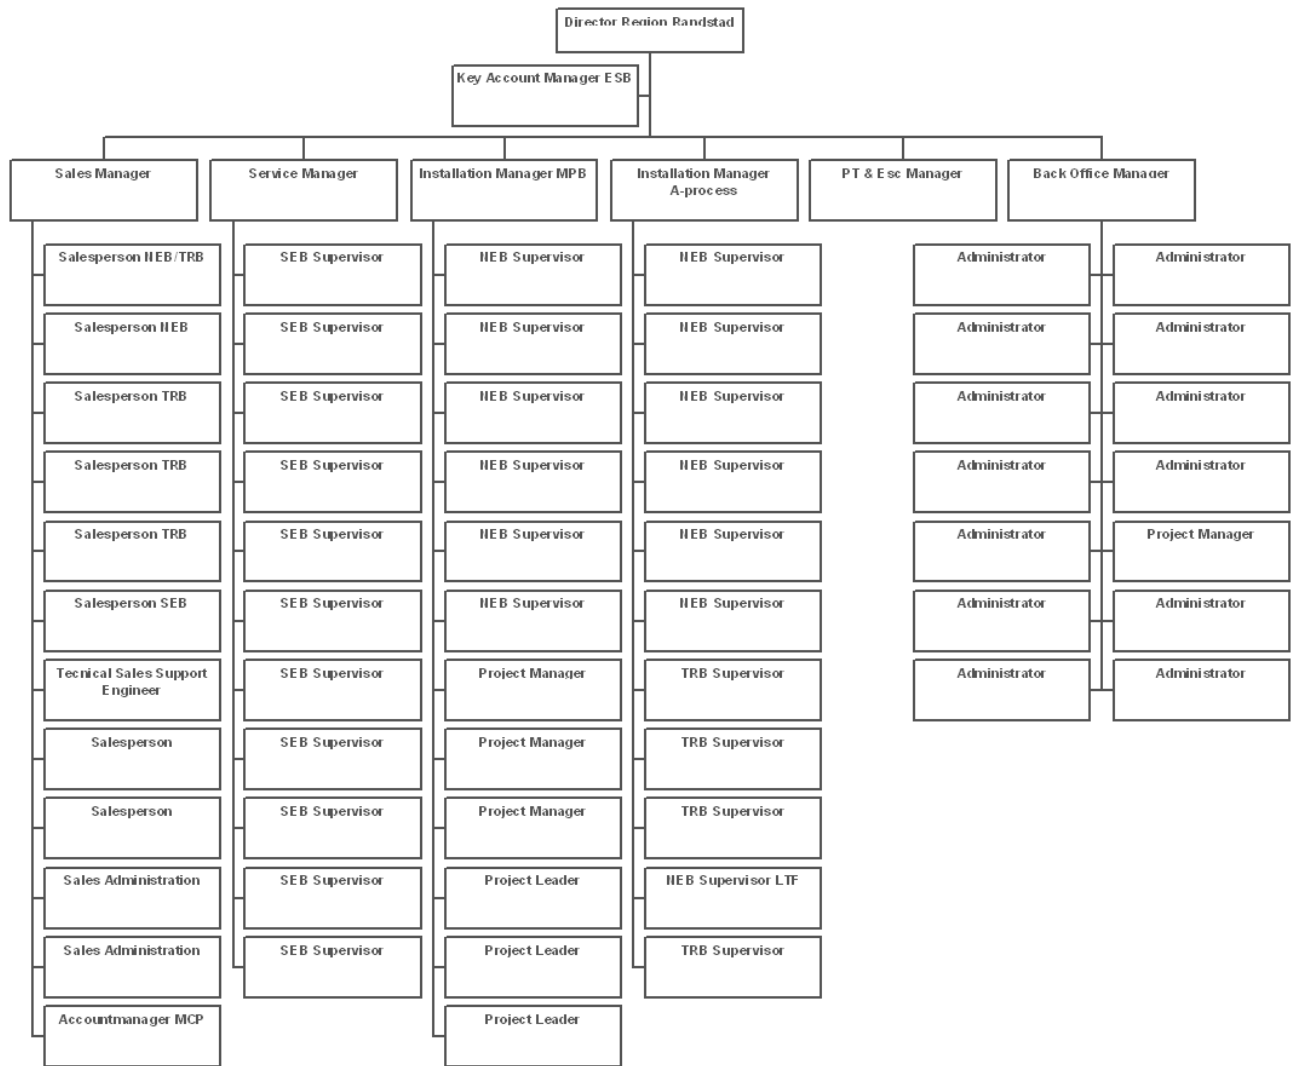 Director Region Randstad
Key Account Manager ESB
Sales Manager
Service Manager
Installation Manager MPB
Installation Manager
A-process
PT & Esc Manager
Back Office Manager
Salesperson NEB/TRB
SEB Supervisor
NEB Supervisor
NEB Supervisor
Administrator
Administrator
Salesperson NEB
SEB Supervisor
NEB Supervisor
NEB Supervisor
Administrator
Administrator
Salesperson TRB
SEB Supervisor
NEB Supervisor
NEB Supervisor
Administrator
Administrator
Salesperson TRB
SEB Supervisor
NEB Supervisor
NEB Supervisor
Administrator
Administrator
Salesperson TRB
SEB Supervisor
NEB Supervisor
NEB Supervisor
Administrator
Project Manager
Salesperson SEB
SEB Supervisor
NEB Supervisor
NEB Supervisor
Administrator
Administrator
Tecnical Sales Support
Engineer
SEB Supervisor
Project Manager
TRB Supervisor
Administrator
Administrator
Salesperson
SEB Supervisor
Project Manager
TRB Supervisor
Salesperson
SEB Supervisor
Project Manager
TRB Supervisor
Sales Administration
SEB Supervisor
Project Leader
NEB Supervisor LTF
Sales Administration
SEB Supervisor
Project Leader
TRB Supervisor
Accountmanager MCP
Project Leader